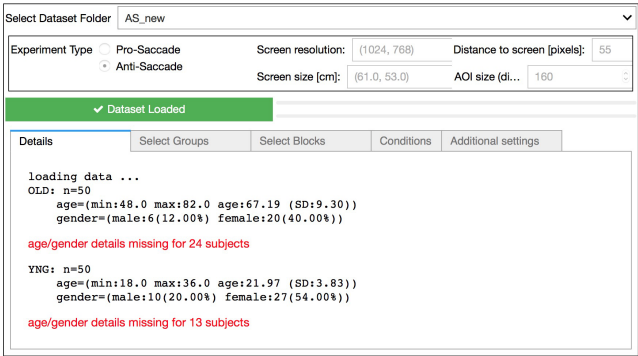 Select Dataset Folder AS_new
Experiment Type Pro-Saccade Screen resolution: (1024, 768) Distance to screen [pixels]: 55
Anti-Saccade Screen size [cm]: (61.0, 53.0) AOI size (di... 160
✔ Dataset Loaded
Details Select Groups Select Blocks Conditions Additional settings
loading data ...
OLD: n=50
age=(min:48.0 max:82.0 age:67.19 (SD:9.30))
gender=(male:6(12.00%) female:20(40.00%))
age/gender details missing for 24 subjects
YNG: n=50
age=(min:18.0 max:36.0 age:21.97 (SD:3.83))
gender=(male:10(20.00%) female:27(54.00%))
age/gender details missing for 13 subjects